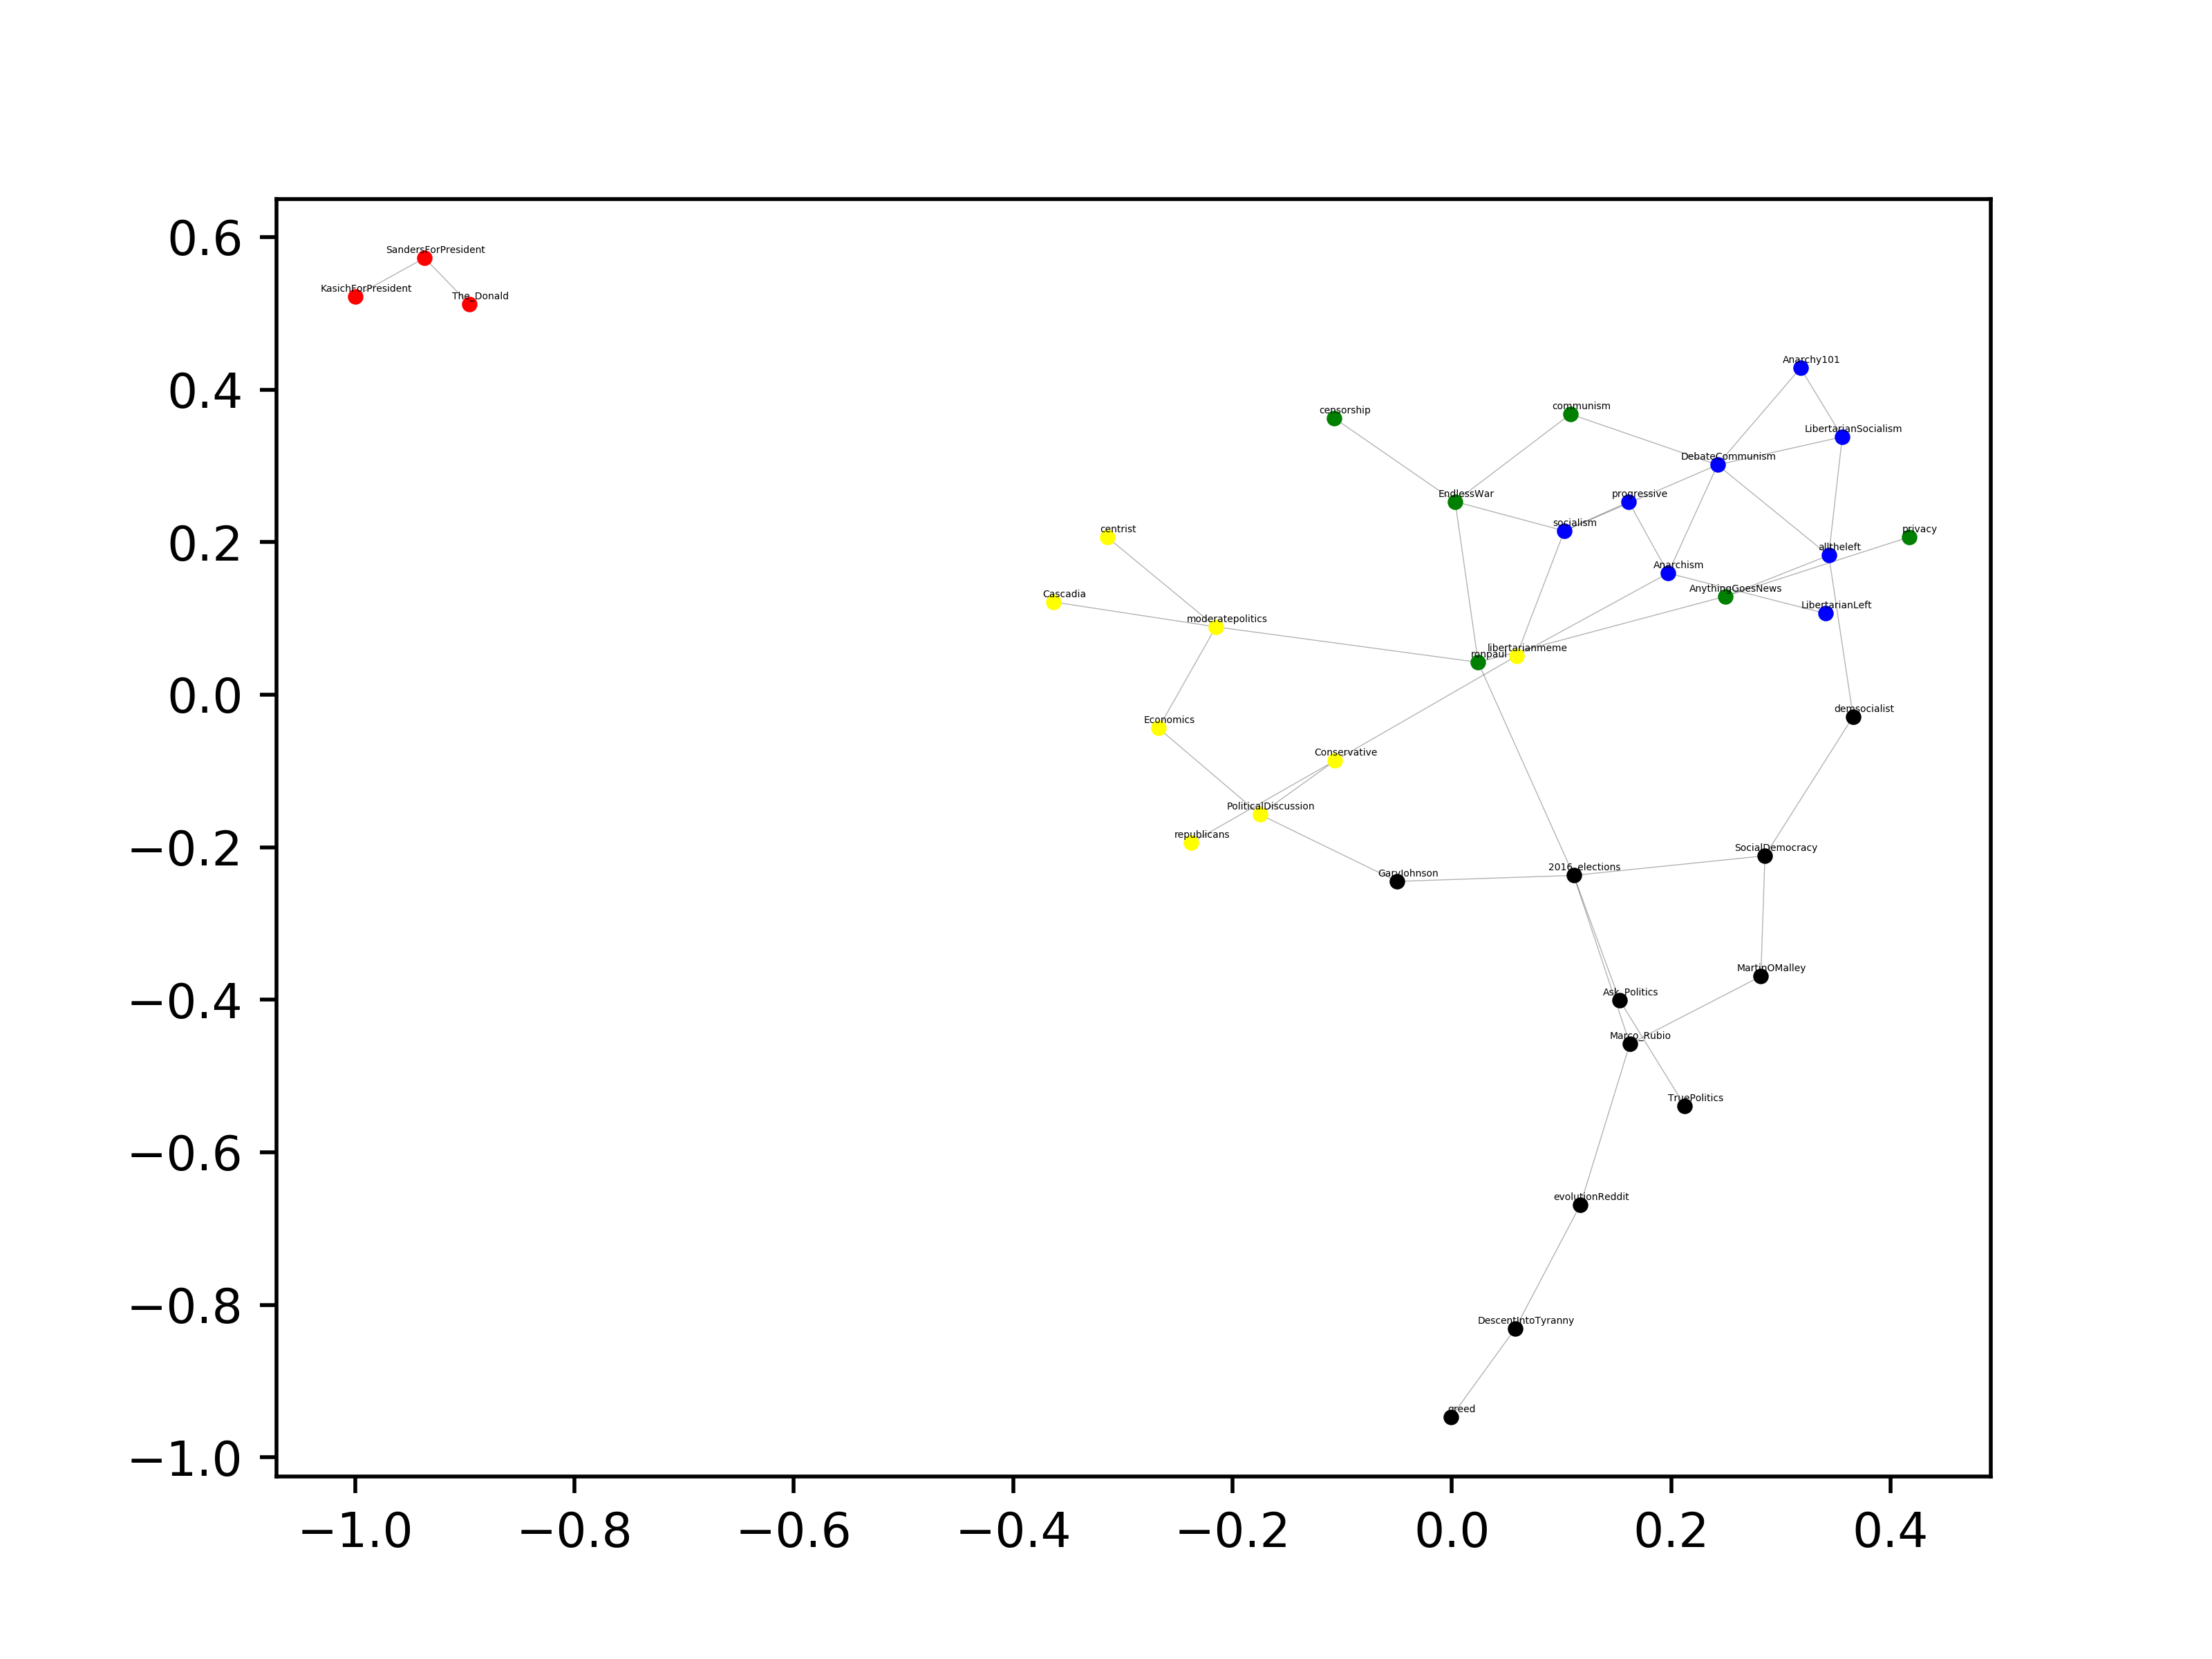 0.6
0.4
0.2
0.0
−0.2
−0.4
−0.6
−0.8
−1.0
SandersForPresident
KasichForPresident
The_Donald
Anarchy101
communism
censorship
LibertarianSocialism
DebateCommunism
EndlessWar
progressive
socialism
centrist
privacy
alltheleft
Anarchism
AnythingGoesNews
Cascadia
LibertarianLeft
moderatepolitics
libertarianmeme
ronpaul
demsocialist
Economics
Conservative
PoliticalDiscussion
republicans
SocialDemocracy
2016_elections
GaryJohnson
MartinOMalley
Ask_Politics
Marco_Rubio
TruePolitics
evolutionReddit
DescentIntoTyranny
greed
−1.0 −0.8 −0.6 −0.4 −0.2 0.0 0.2 0.4